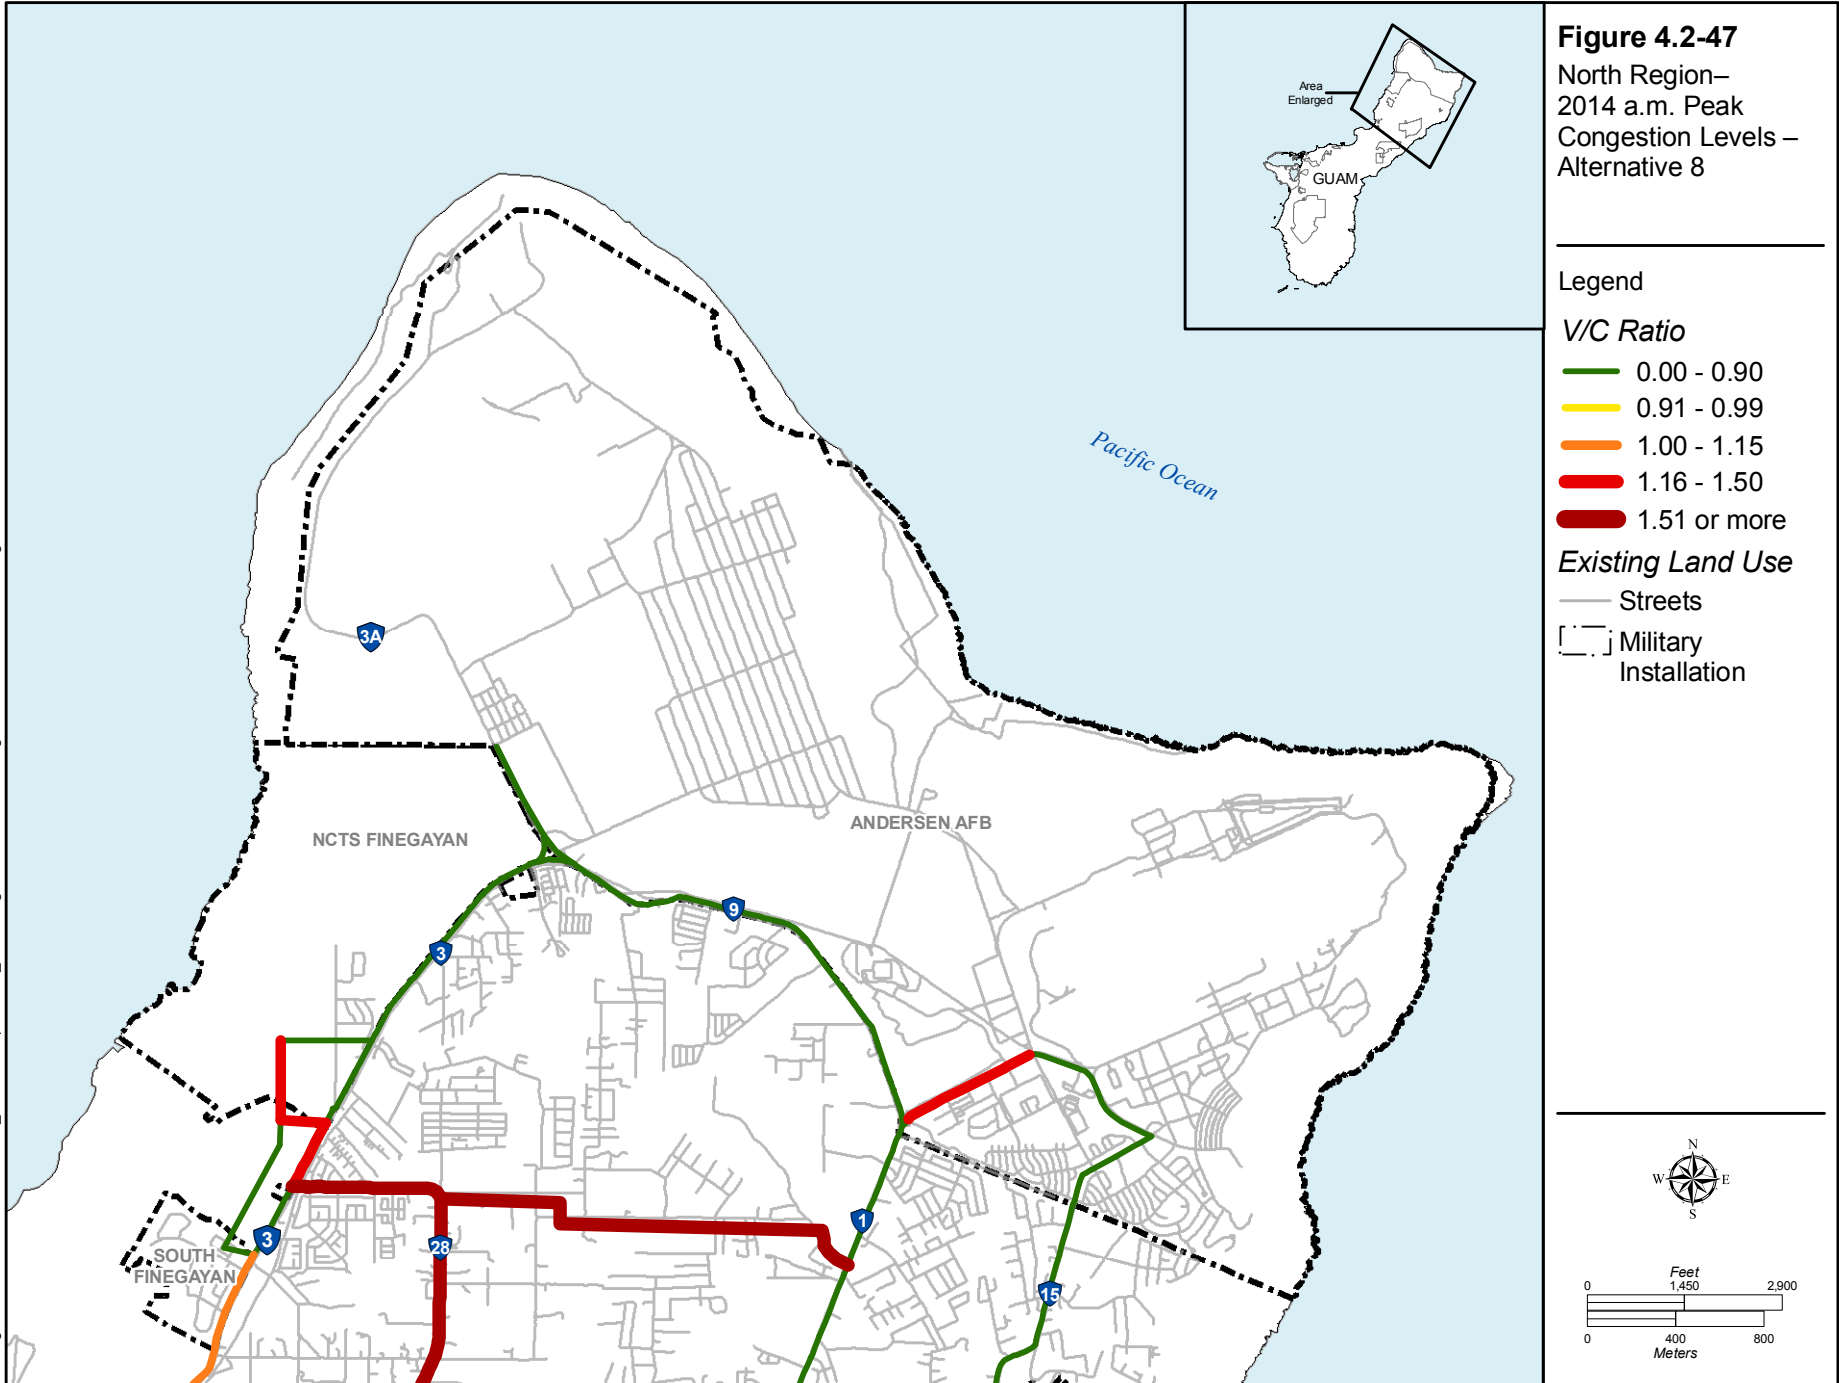 Figure 4.2-47
North Region–
2014 a.m. Peak
Congestion Levels –
Alternative 8
Area
Enlarged
GUAM
Legend
V/C Ratio
0.00 - 0.90
0.91 - 0.99
1.00 - 1.15
1.16 - 1.50
1.51 or more
Existing Land Use
Streets
Military
Installation
Pacific Ocean
3A
NCTS FINEGAYAN
ANDERSEN AFB
9
3
3
1
28
15
SOUTH
FINEGAYAN
N
W E
S
Feet
0 1,450 2,900
0 400 800
Meters